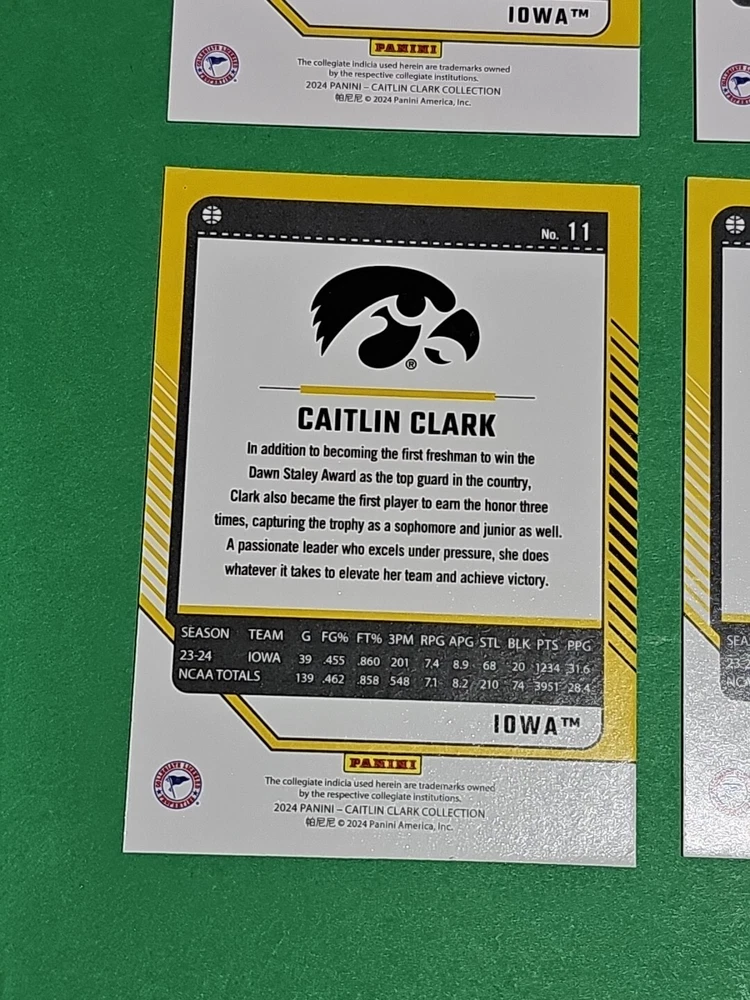 IOWA™
PANINI
The collegiate indicia used herein are trademarks owned
by the respective collegiate institutions.
2024 PANINI – CAITLIN CLARK COLLECTION
帕尼尼 © 2024 Panini America, Inc.
No. 11
®
CAITLIN CLARK
In addition to becoming the first freshman to win the
Dawn Staley Award as the top guard in the country,
Clark also became the first player to earn the honor three
times, capturing the trophy as a sophomore and junior as well.
A passionate leader who excels under pressure, she does
whatever it takes to elevate her team and achieve victory.
SEASON TEAM G FG% FT% 3PM RPG APG STL BLK PTS PPG
23-24 IOWA 39 .455 .860 201 7.4 8.9 68 20 1234 31.6
NCAA TOTALS 139 .462 .858 548 7.1 8.2 210 74 3951 28.4
IOWA™
PANINI
COLLEGIATE LICENSED
The collegiate indicia used herein are trademarks owned
by the respective collegiate institutions.
2024 PANINI – CAITLIN CLARK COLLECTION
帕尼尼 © 2024 Panini America, Inc.
SEA
23-2
NCA